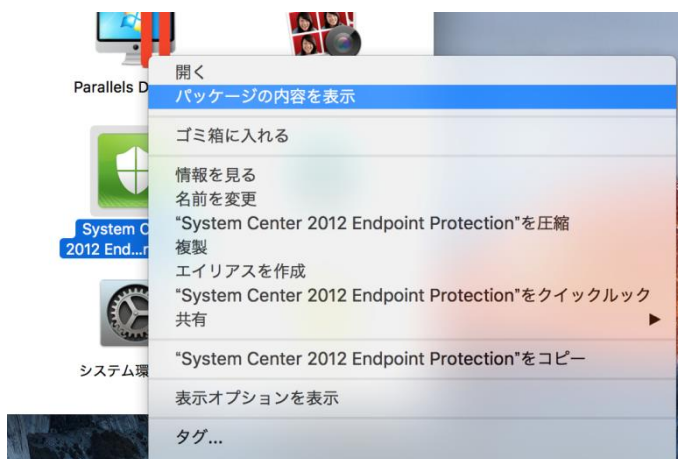 Parallels D
開く
パッケージの内容を表示
ゴミ箱に入れる
情報を見る
名前を変更
“System Center 2012 Endpoint Protection”を圧縮
複製
エイリアスを作成
“System Center 2012 Endpoint Protection”をクイックルック
共有
“System Center 2012 Endpoint Protection”をコピー
表示オプションを表示
タグ...
System C
2012 End...r
システム環